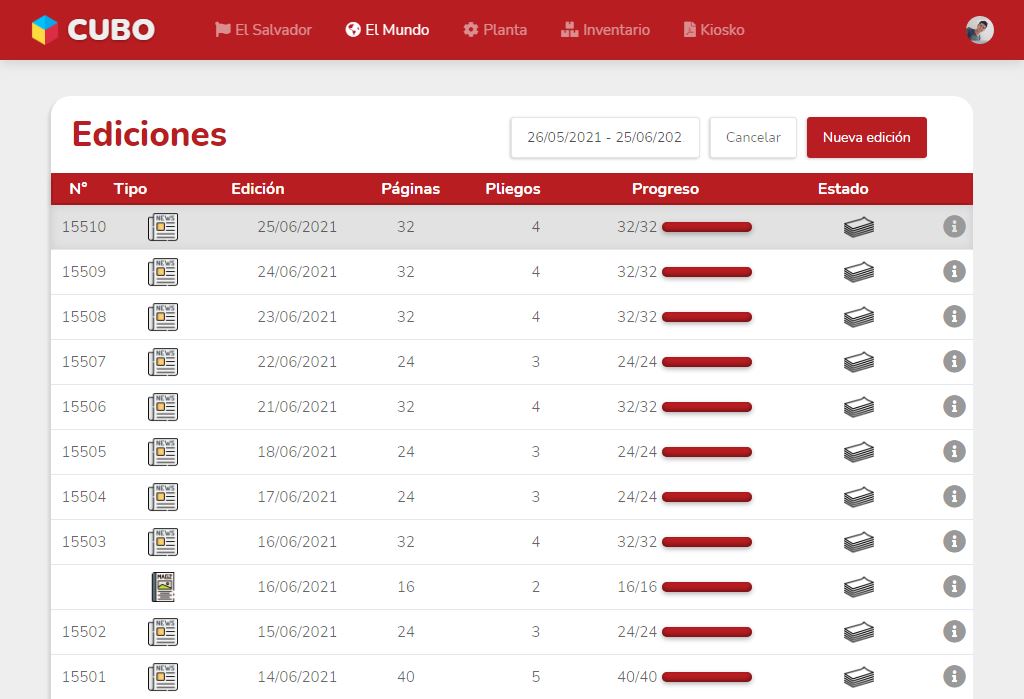 CUBO El Salvador El Mundo Planta Inventario Kiosko
Ediciones 26/05/2021 - 25/06/202 Cancelar Nueva edición
N° Tipo Edición Páginas Pliegos Progreso Estado
15510 NEWS 25/06/2021 32 4 32/32
15509 NEWS 24/06/2021 32 4 32/32
15508 NEWS 23/06/2021 32 4 32/32
15507 NEWS 22/06/2021 24 3 24/24
15506 NEWS 21/06/2021 32 4 32/32
15505 NEWS 18/06/2021 24 3 24/24
15504 NEWS 17/06/2021 24 3 24/24
15503 NEWS 16/06/2021 32 4 32/32
MAGZ 16/06/2021 16 2 16/16
15502 NEWS 15/06/2021 24 3 24/24
15501 NEWS 14/06/2021 40 5 40/40